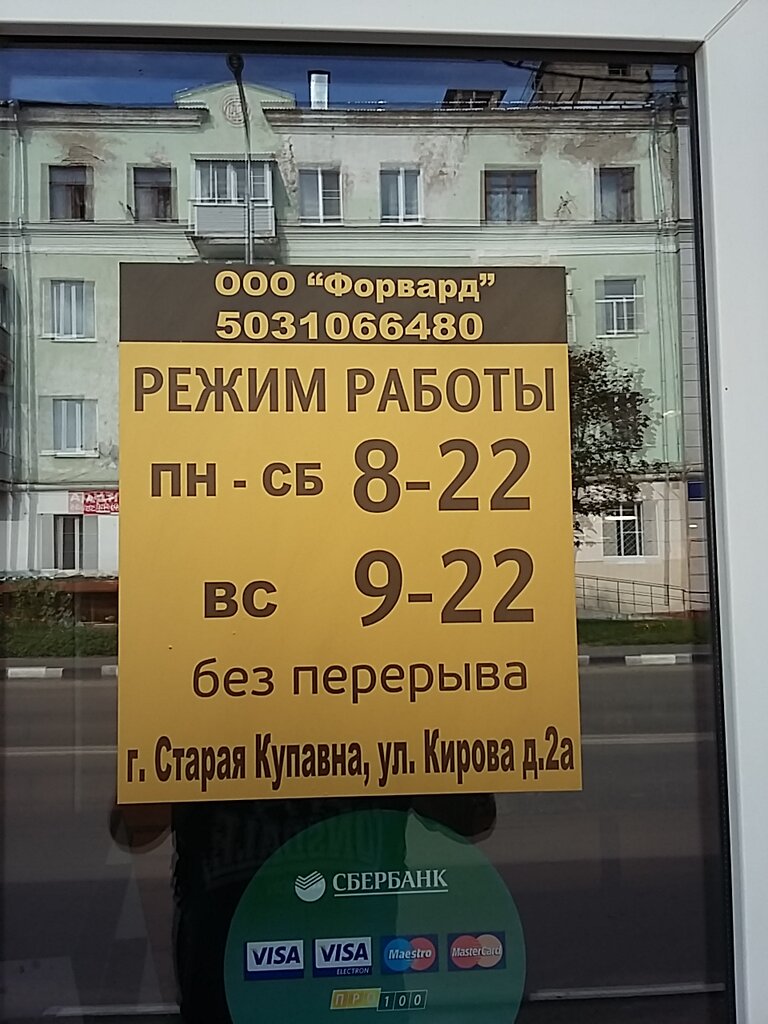 ООО “Форвард”
5031066480
РЕЖИМ РАБОТЫ
ПН - СБ 8-22
ВС 9-22
без перерыва
г. Старая Купавна, ул. Кирова д.2а
СБЕРБАНК
VISA VISA ELECTRON Maestro MasterCard
ПРО100